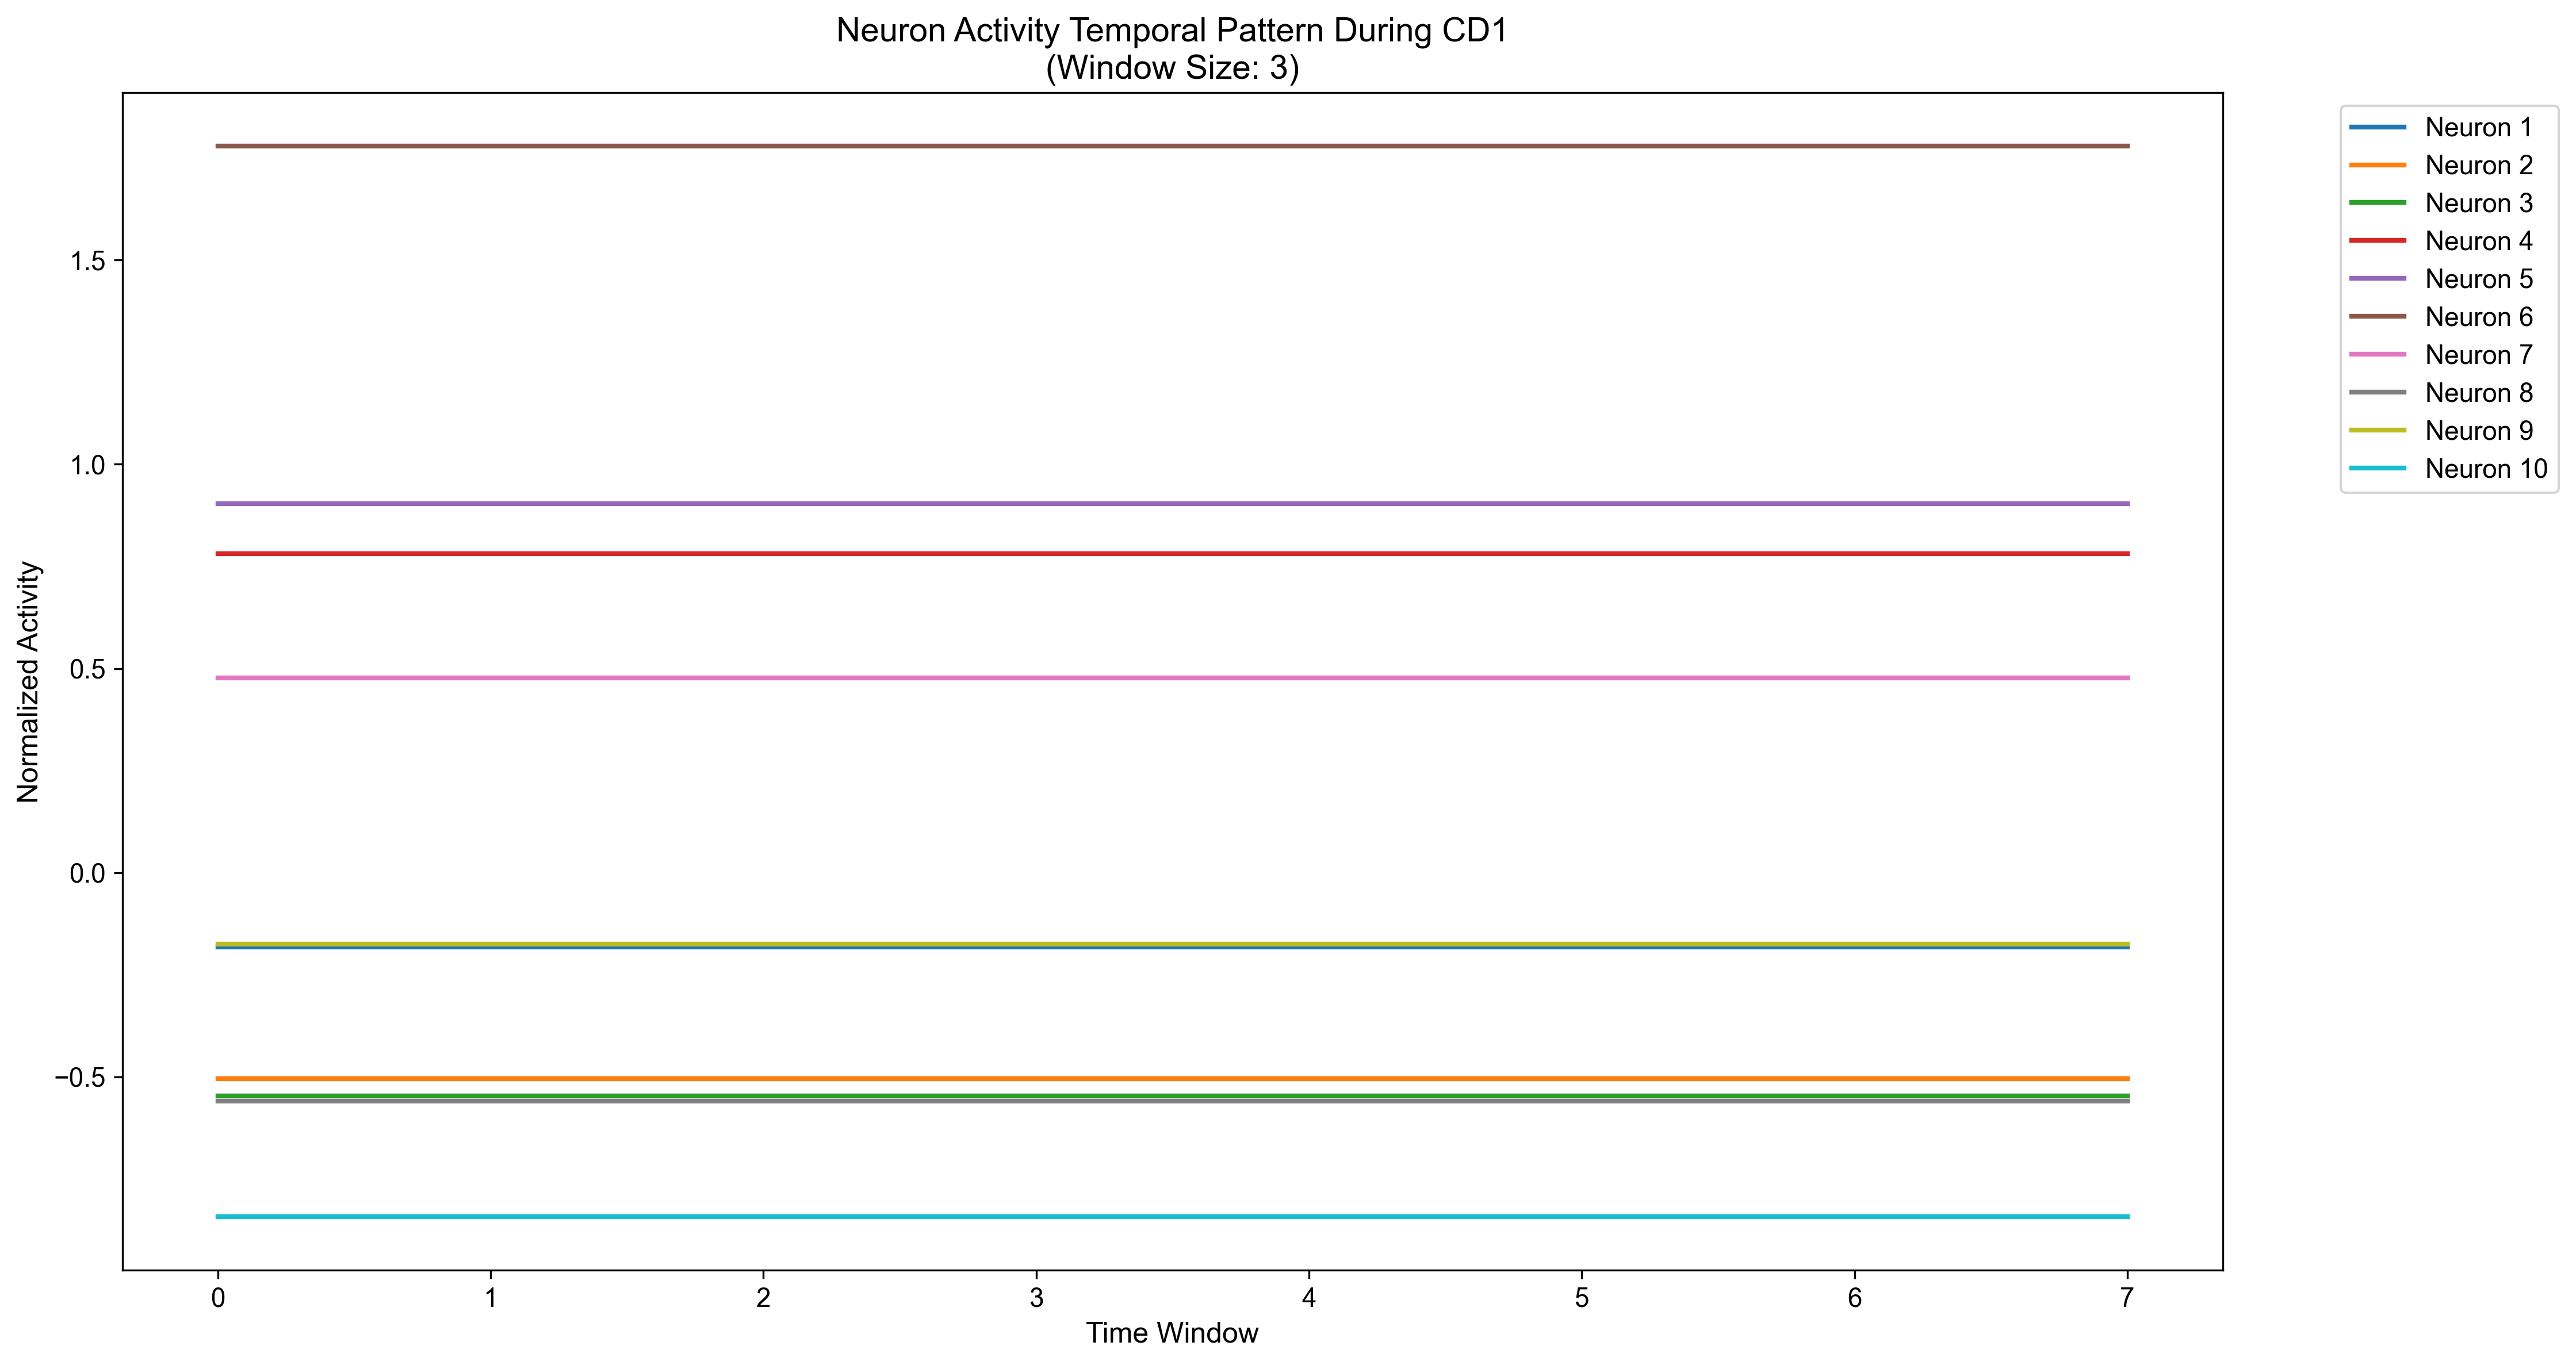 Neuron Activity Temporal Pattern During CD1
(Window Size: 3)
Normalized Activity
1.5
1.0
0.5
0.0
−0.5
0 1 2 3 4 5 6 7
Time Window
Neuron 1
Neuron 2
Neuron 3
Neuron 4
Neuron 5
Neuron 6
Neuron 7
Neuron 8
Neuron 9
Neuron 10